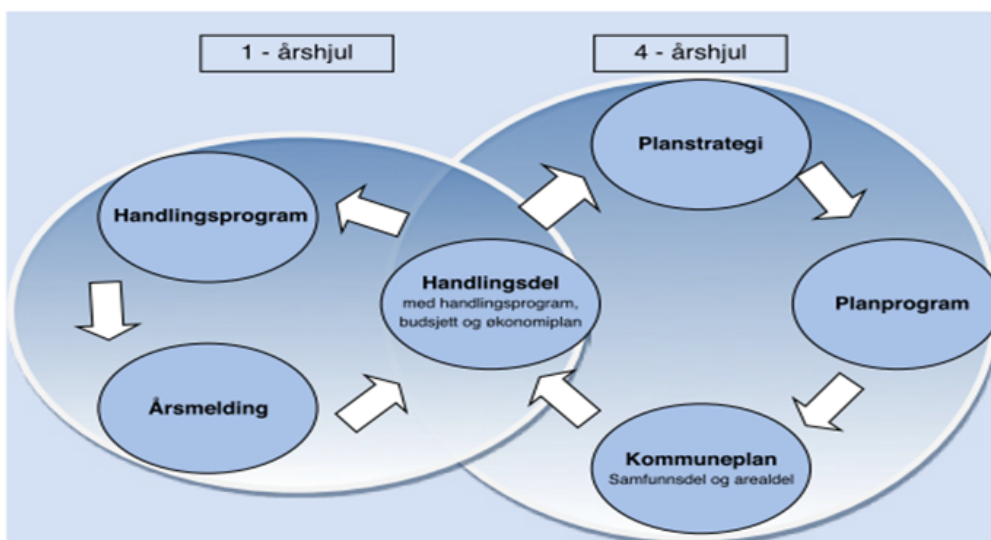 1 - årshjul
4 - årshjul
Planstrategi
Handlingsprogram
Handlingsdel
med handlingsprogram,
budsjett og økonomiplan
Planprogram
Årsmelding
Kommuneplan
Samfunnsdel og arealdel